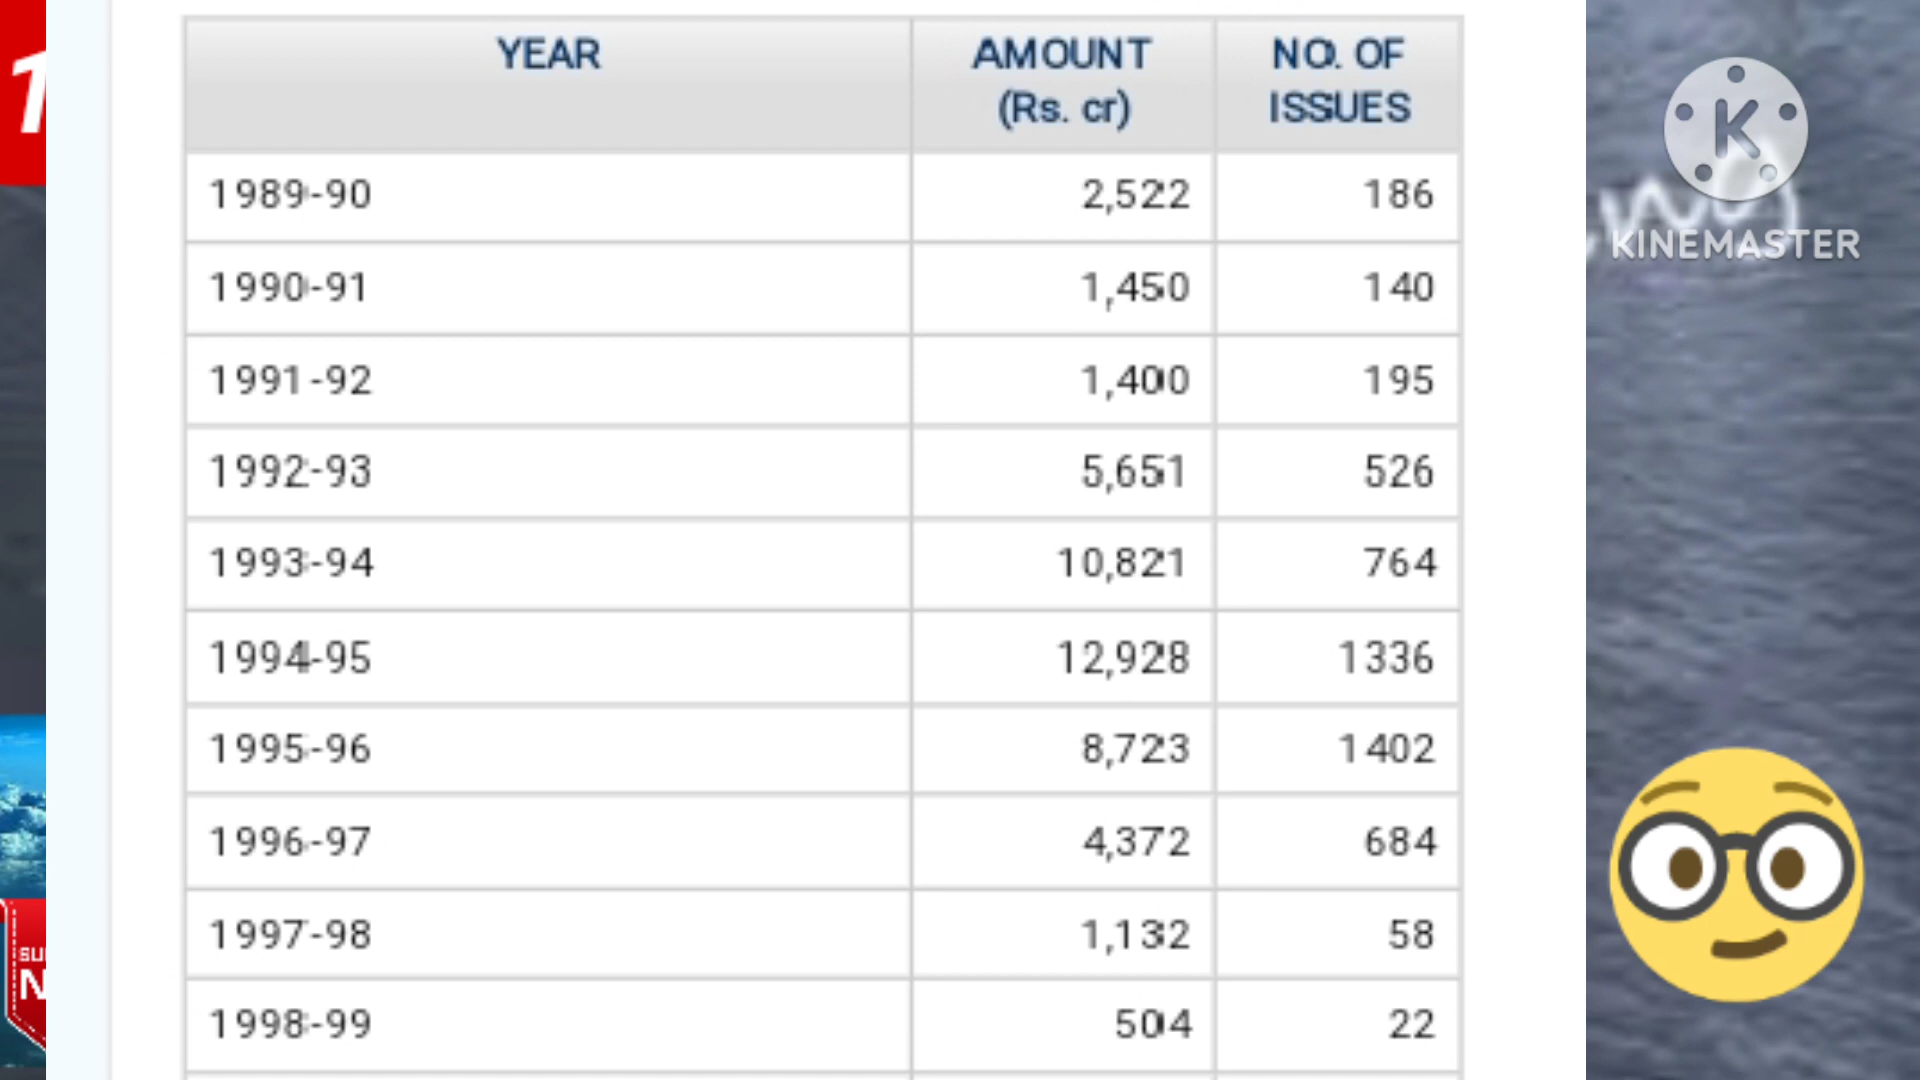 YEAR AMOUNT (Rs. cr) NO. OF ISSUES
1989-90 2,522 186
1990-91 1,450 140
1991-92 1,400 195
1992-93 5,651 526
1993-94 10,821 764
1994-95 12,928 1336
1995-96 8,723 1402
1996-97 4,372 684
1997-98 1,132 58
1998-99 504 22
1
K
KINEMASTER
SU
N